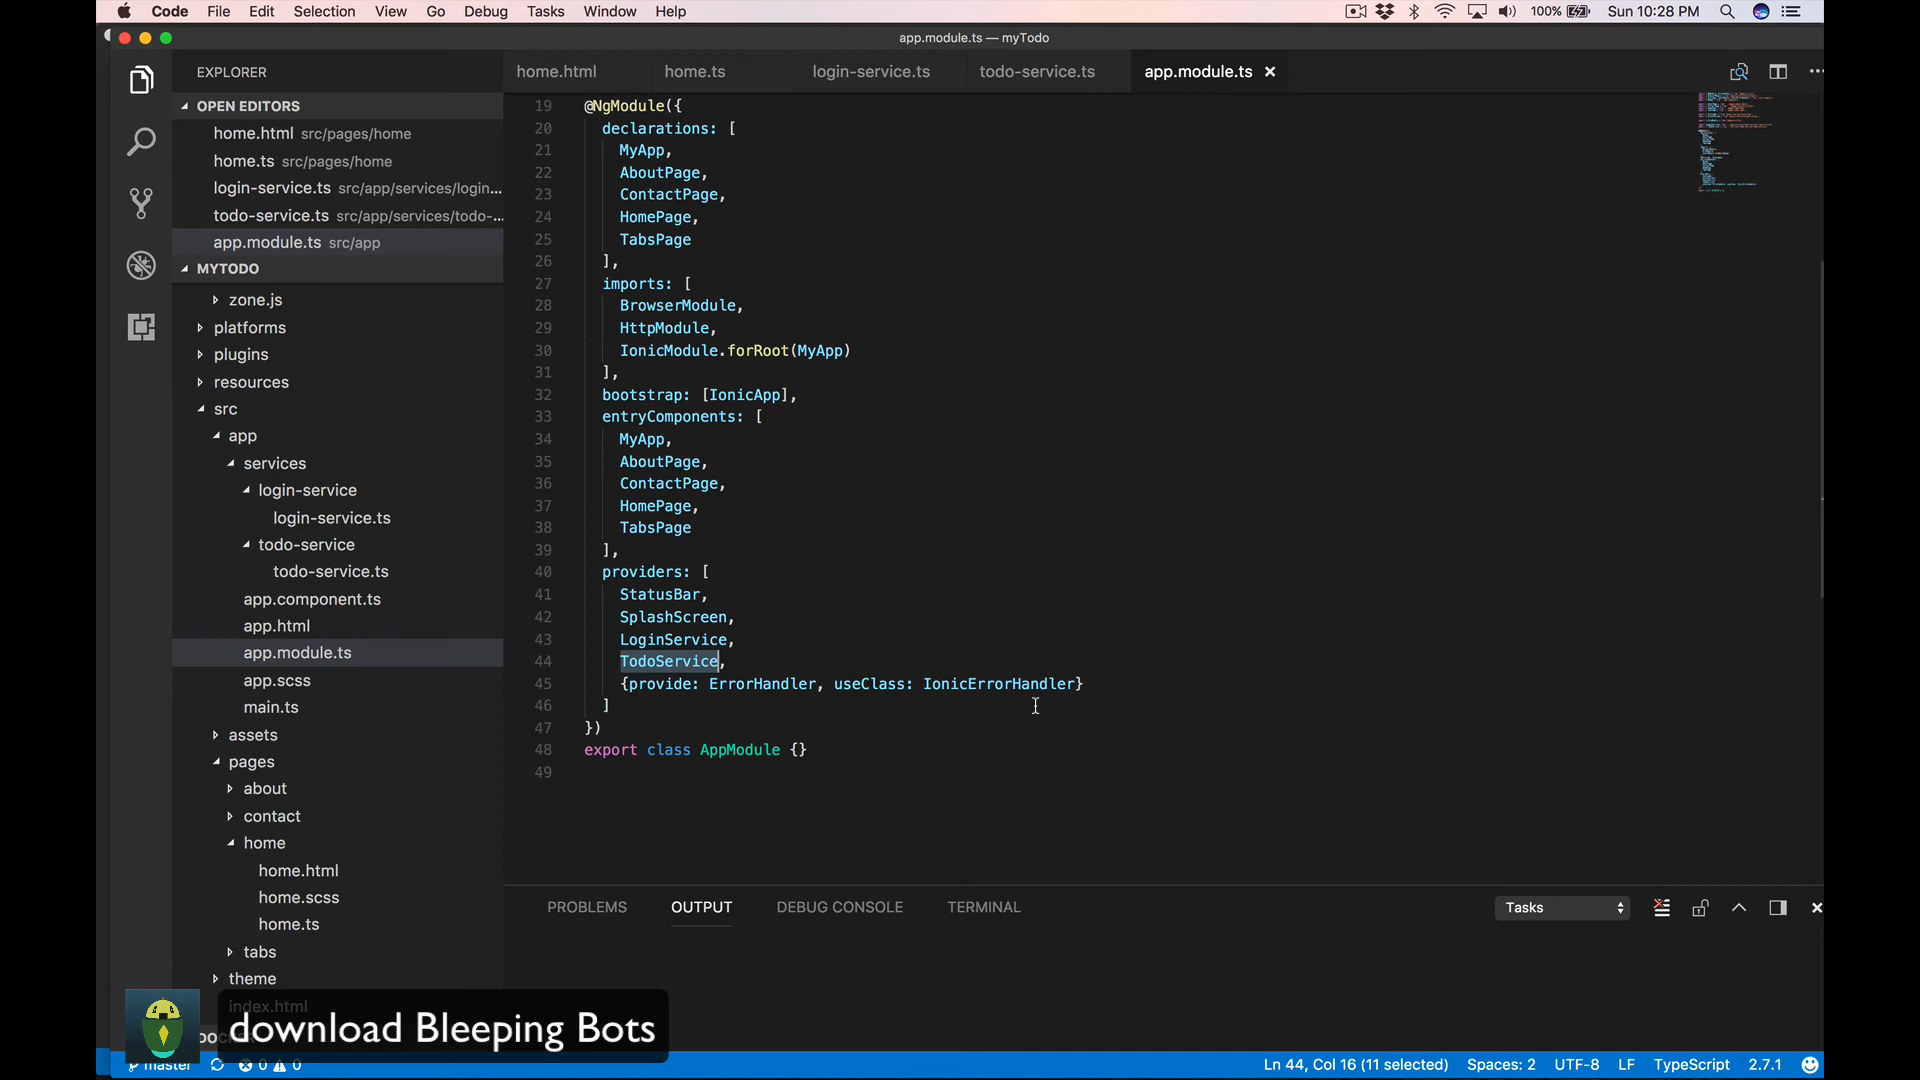 Code File Edit Selection View Go Debug Tasks Window Help 100% Sun 10:28 PM
app.module.ts — myTodo
EXPLORER
OPEN EDITORS
home.html src/pages/home
home.ts src/pages/home
login-service.ts src/app/services/login...
todo-service.ts src/app/services/todo-...
app.module.ts src/app
MYTODO
zone.js
platforms
plugins
resources
src
app
services
login-service
login-service.ts
todo-service
todo-service.ts
app.component.ts
app.html
app.module.ts
app.scss
main.ts
assets
pages
about
contact
home
home.html
home.scss
home.ts
tabs
theme
index.html
home.html home.ts login-service.ts todo-service.ts app.module.ts
19 @NgModule({
20 declarations: [
21 MyApp,
22 AboutPage,
23 ContactPage,
24 HomePage,
25 TabsPage
26 ],
27 imports: [
28 BrowserModule,
29 HttpModule,
30 IonicModule.forRoot(MyApp)
31 ],
32 bootstrap: [IonicApp],
33 entryComponents: [
34 MyApp,
35 AboutPage,
36 ContactPage,
37 HomePage,
38 TabsPage
39 ],
40 providers: [
41 StatusBar,
42 SplashScreen,
43 LoginService,
44 TodoService,
45 {provide: ErrorHandler, useClass: IonicErrorHandler}
46 ]
47 })
48 export class AppModule {}
49
PROBLEMS OUTPUT DEBUG CONSOLE TERMINAL Tasks
download Bleeping Bots
master 0 0 Ln 44, Col 16 (11 selected) Spaces: 2 UTF-8 LF TypeScript 2.7.1